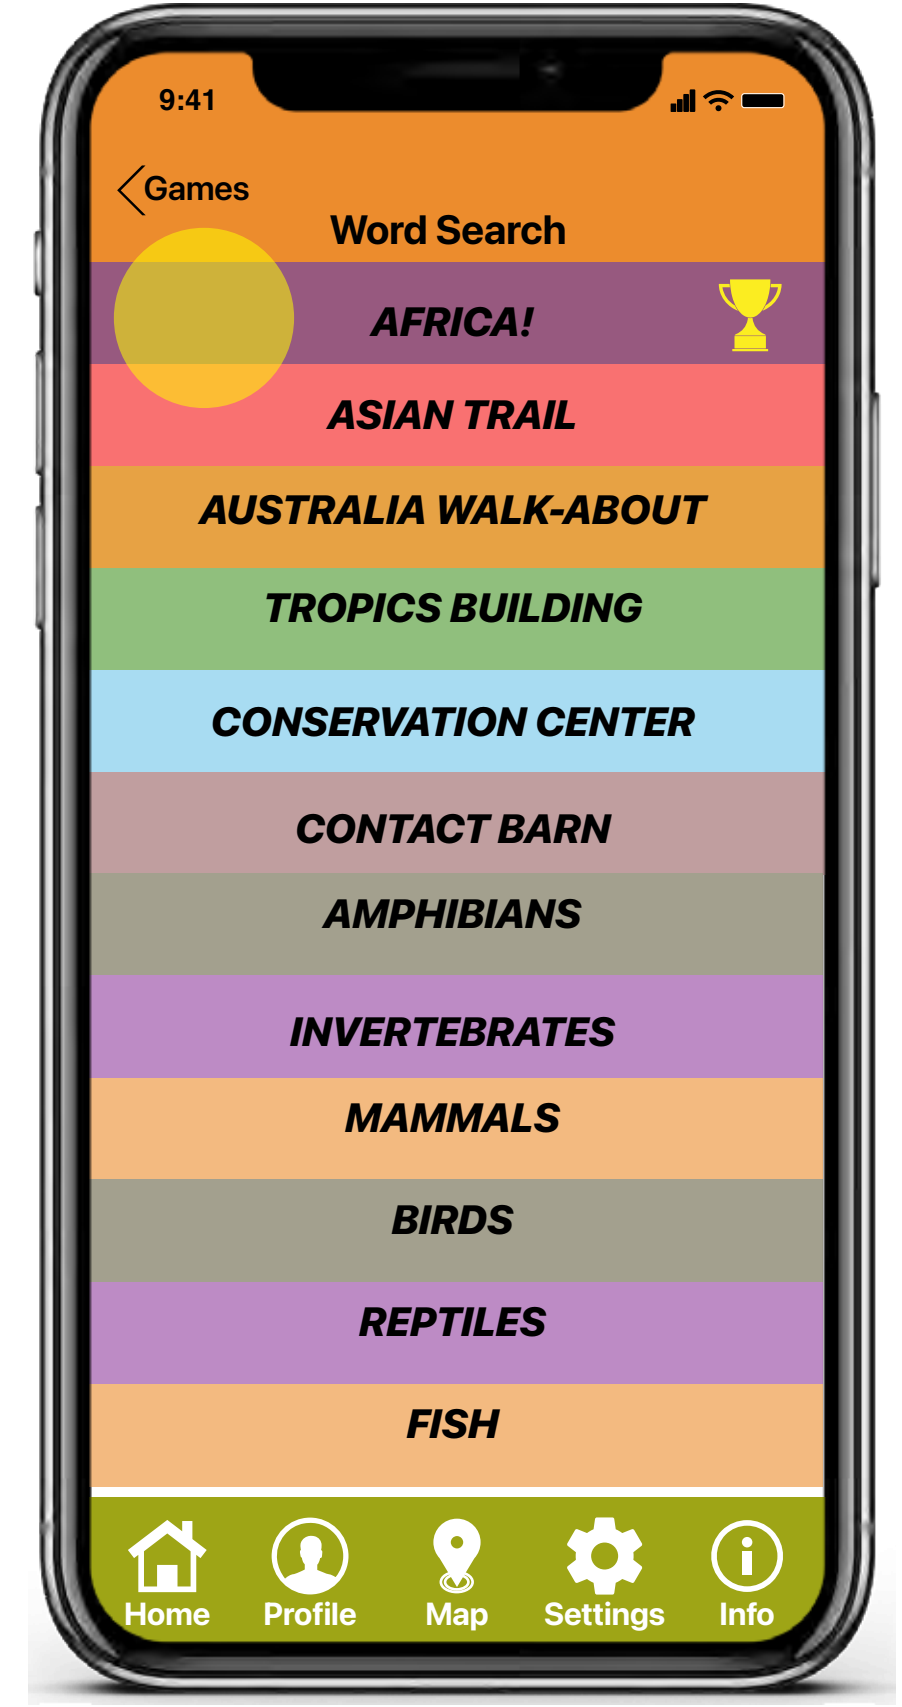 9:41
Games
Word Search
AFRICA!
ASIAN TRAIL
AUSTRALIA WALK-ABOUT
TROPICS BUILDING
CONSERVATION CENTER
CONTACT BARN
AMPHIBIANS
INVERTEBRATES
MAMMALS
BIRDS
REPTILES
FISH
Home Profile Map Settings Info